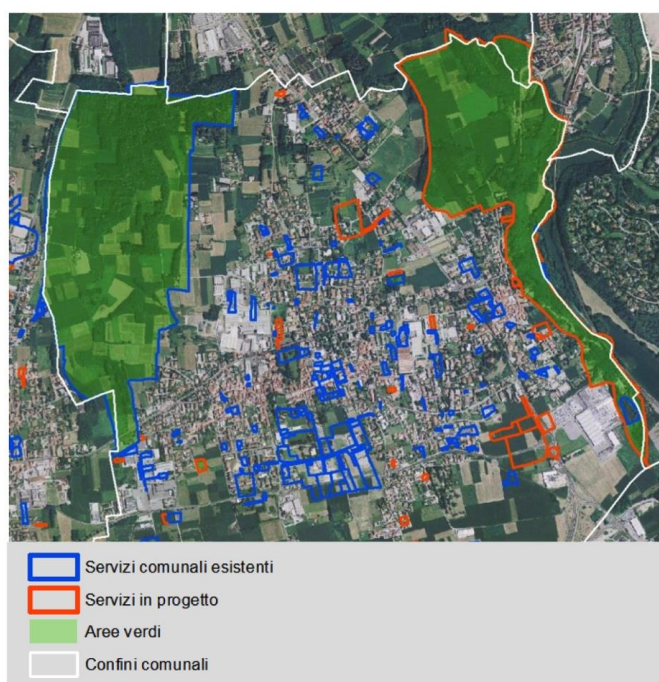 Servizi comunali esistenti
Servizi in progetto
Aree verdi
Confini comunali